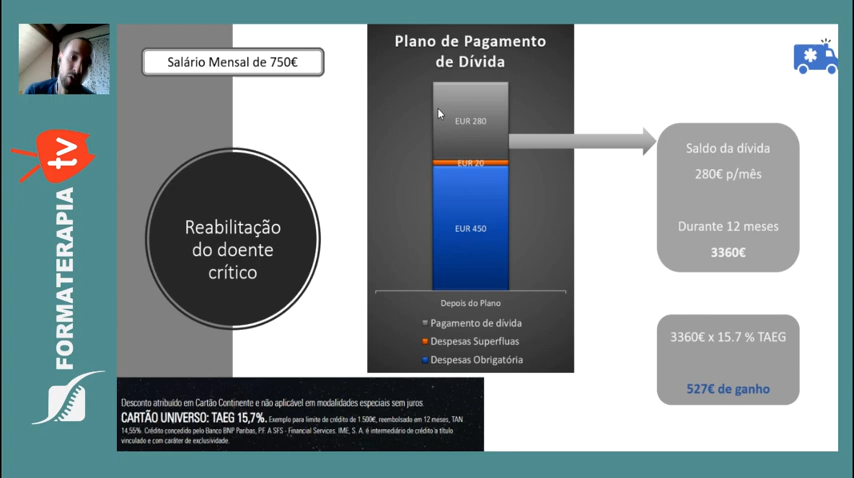 Salário Mensal de 750€
Plano de Pagamento
de Dívida
EUR 280
EUR 20
EUR 450
Depois do Plano
Pagamento de dívida
Despesas Superfluas
Despesas Obrigatória
Reabilitação
do doente
crítico
Saldo da dívida
280€ p/mês
Durante 12 meses
3360€
3360€ x 15.7 % TAEG
527€ de ganho
FORMATERAPIA
tv
Desconto atribuído em Cartão Continente e não aplicável em modalidades especiais sem juros.
CARTÃO UNIVERSO: TAEG 15,7%. Exemplo para limite de crédito de 1.500€, reembolsado em 12 meses, TAN
14,55%. Crédito concedido pelo Banco BNP Paribas, P.F. A SFS - Financial Services. IME, S. A. é intermediário de crédito a título
vinculado e com caráter de exclusividade.